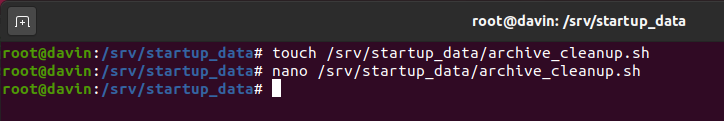 root@davin: /srv/startup_data
root@davin:/srv/startup_data# touch /srv/startup_data/archive_cleanup.sh
root@davin:/srv/startup_data# nano /srv/startup_data/archive_cleanup.sh
root@davin:/srv/startup_data#